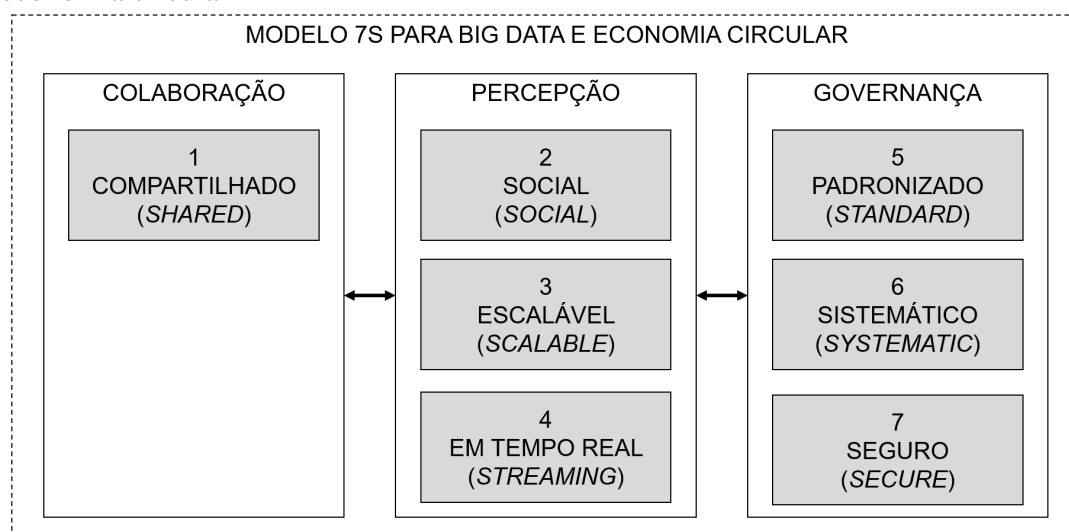 MODELO 7S PARA BIG DATA E ECONOMIA CIRCULAR
COLABORAÇÃO
1
COMPARTILHADO
(SHARED)
PERCEPÇÃO
2
SOCIAL
(SOCIAL)
3
ESCALÁVEL
(SCALABLE)
4
EM TEMPO REAL
(STREAMING)
GOVERNANÇA
5
PADRONIZADO
(STANDARD)
6
SISTEMÁTICO
(SYSTEMATIC)
7
SEGURO
(SECURE)